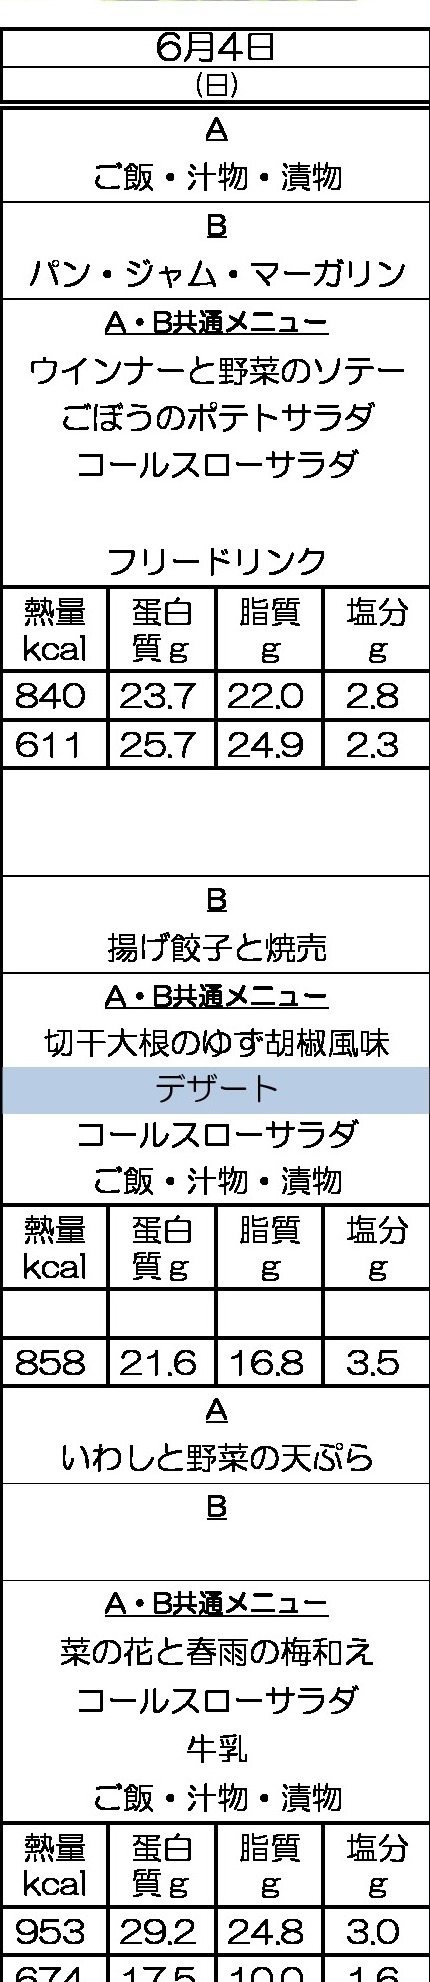 6月4日
(日)
A
ご飯・汁物・漬物
B
パン・ジャム・マーガリン
A・B共通メニュー
ウインナーと野菜のソテー
ごぼうのポテトサラダ
コールスローサラダ
フリードリンク
熱量 蛋白 脂質 塩分
kcal 質g g g
840 23.7 22.0 2.8
611 25.7 24.9 2.3
B
揚げ餃子と焼売
A・B共通メニュー
切干大根のゆず胡椒風味
デザート
コールスローサラダ
ご飯・汁物・漬物
熱量 蛋白 脂質 塩分
kcal 質g g g
858 21.6 16.8 3.5
A
いわしと野菜の天ぷら
B
A・B共通メニュー
菜の花と春雨の梅和え
コールスローサラダ
牛乳
ご飯・汁物・漬物
熱量 蛋白 脂質 塩分
kcal 質g g g
953 29.2 24.8 3.0
674 17.5 10.0 1.6